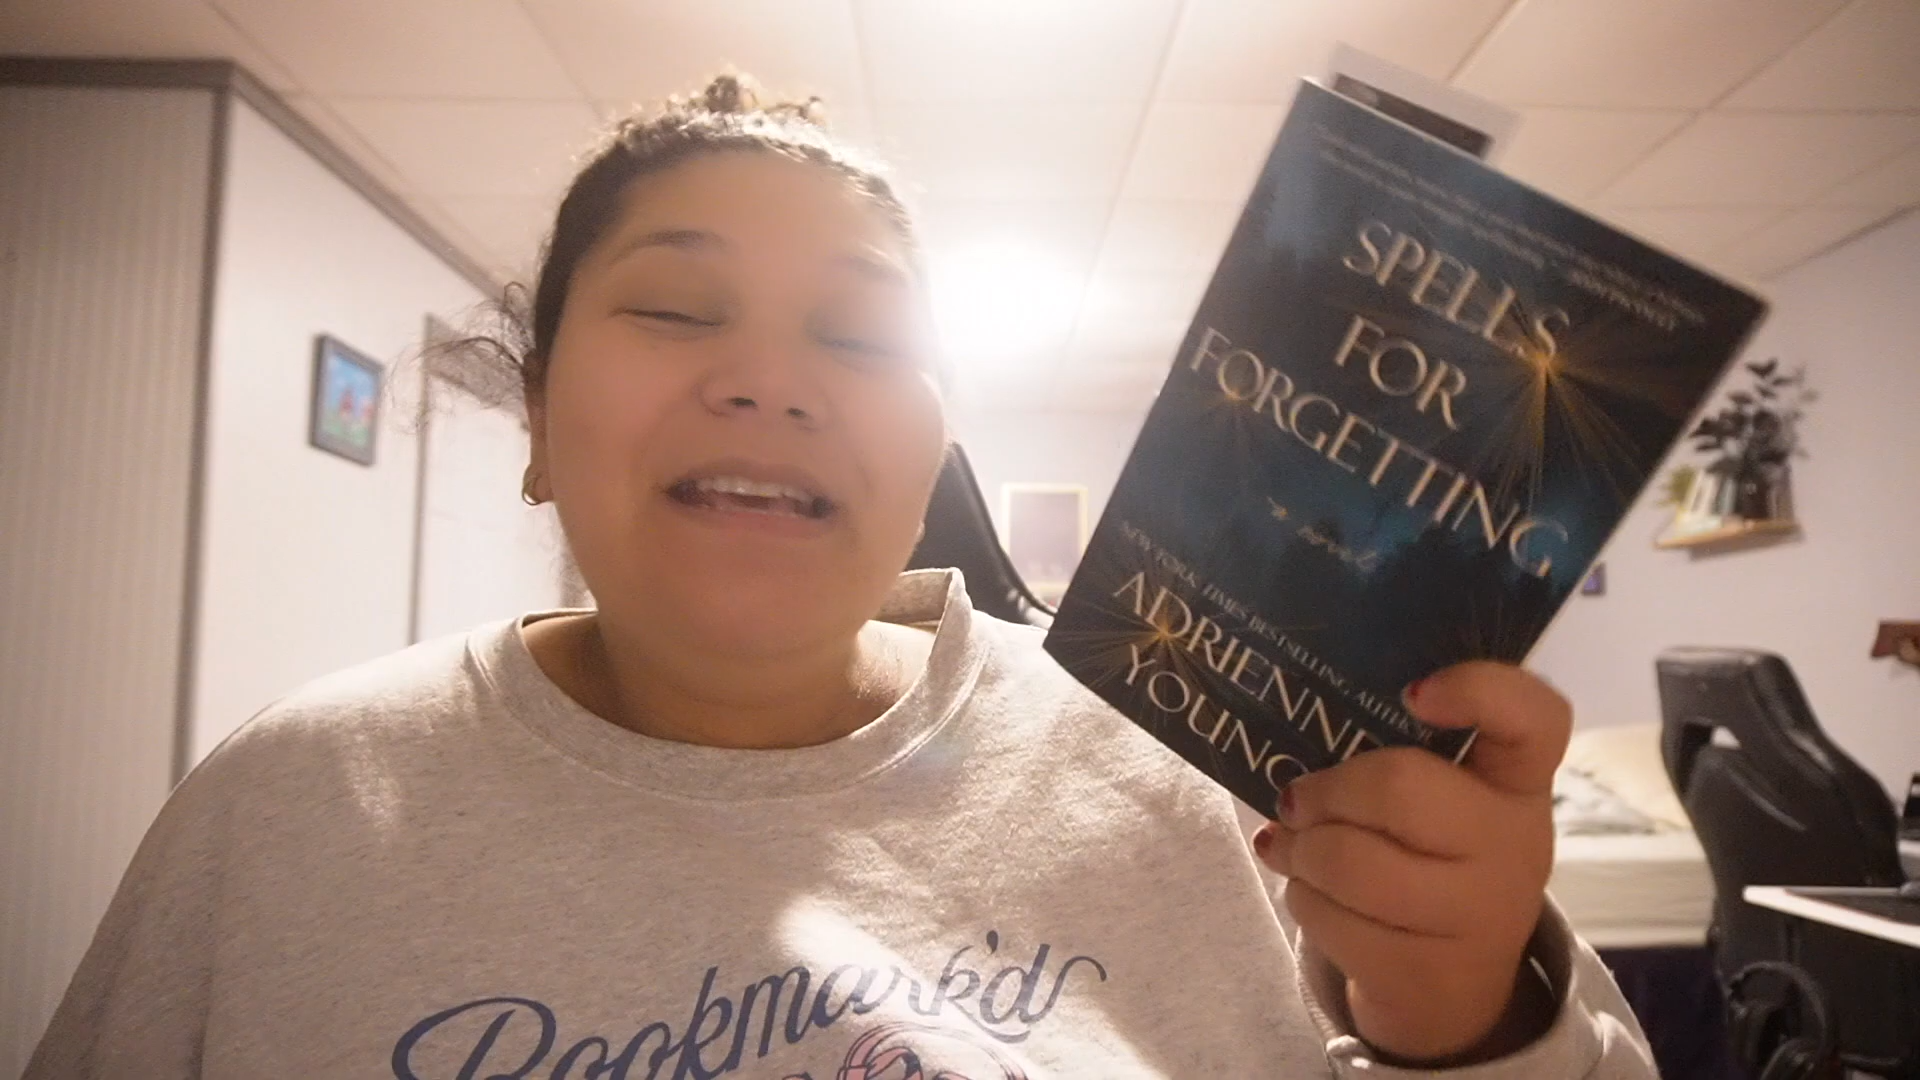 SPELLS
FOR
FORGETTING
a novel
NEW YORK TIMES BESTSELLING AUTHOR
ADRIENNE
YOUNG
Bookmark'd